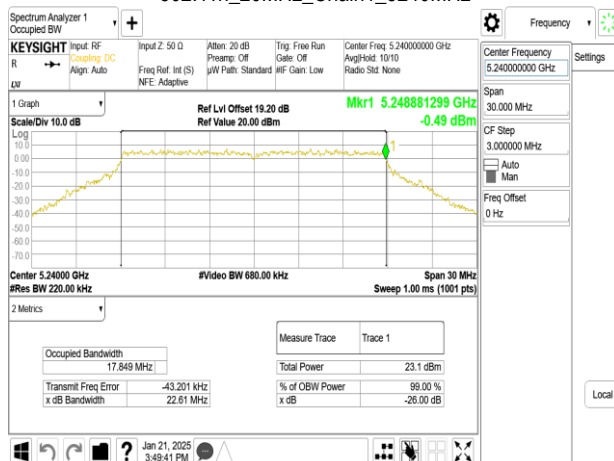 Spectrum Analyzer 1
Occupied BW
KEYSIGHT
R
LXI
Input: RF
Coupling: DC
Align: Auto
Input Z: 50 Ω
Freq Ref: Int (S)
NFE: Adaptive
Atten: 20 dB
Preamp: Off
µW Path: Standard
Trig: Free Run
Gate: Off
#IF Gain: Low
Center Freq: 5.240000000 GHz
Avg|Hold: 10/10
Radio Std: None
1 Graph
Scale/Div 10.0 dB
Ref Lvl Offset 19.20 dB
Ref Value 20.00 dBm
Mkr1 5.248881299 GHz
-0.49 dBm
Log
10.0
0.00
-10.0
-20.0
-30.0
-40.0
-50.0
-60.0
-70.0
1
Center 5.24000 GHz
#Video BW 680.00 kHz
Span 30 MHz
#Res BW 220.00 kHz
Sweep 1.00 ms (1001 pts)
2 Metrics
Measure Trace Trace 1
Occupied Bandwidth
17.849 MHz
Total Power 23.1 dBm
Transmit Freq Error -43.201 kHz
% of OBW Power 99.00 %
x dB Bandwidth 22.61 MHz
x dB -26.00 dB
Jan 21, 2025
3:49:41 PM
Frequency
Center Frequency
5.240000000 GHz
Settings
Span
30.000 MHz
CF Step
3.000000 MHz
Auto
Man
Freq Offset
0 Hz
Local